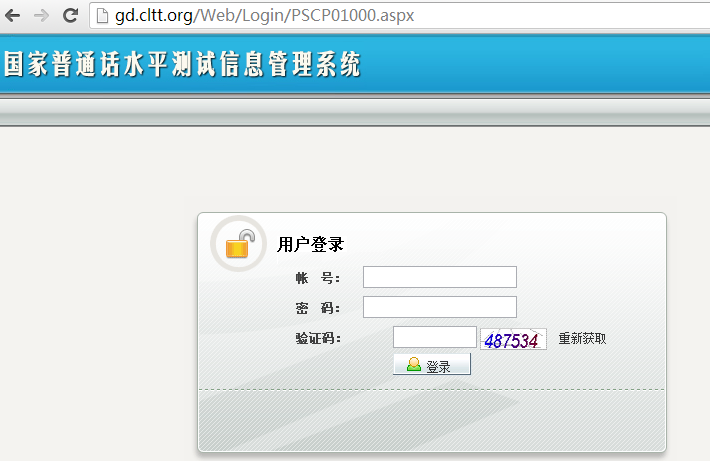 gd.cltt.org/Web/Login/PSCP01000.aspx
国家普通话水平测试信息管理系统
用户登录
帐 号：
密 码：
验证码： 487534 重新获取
登录